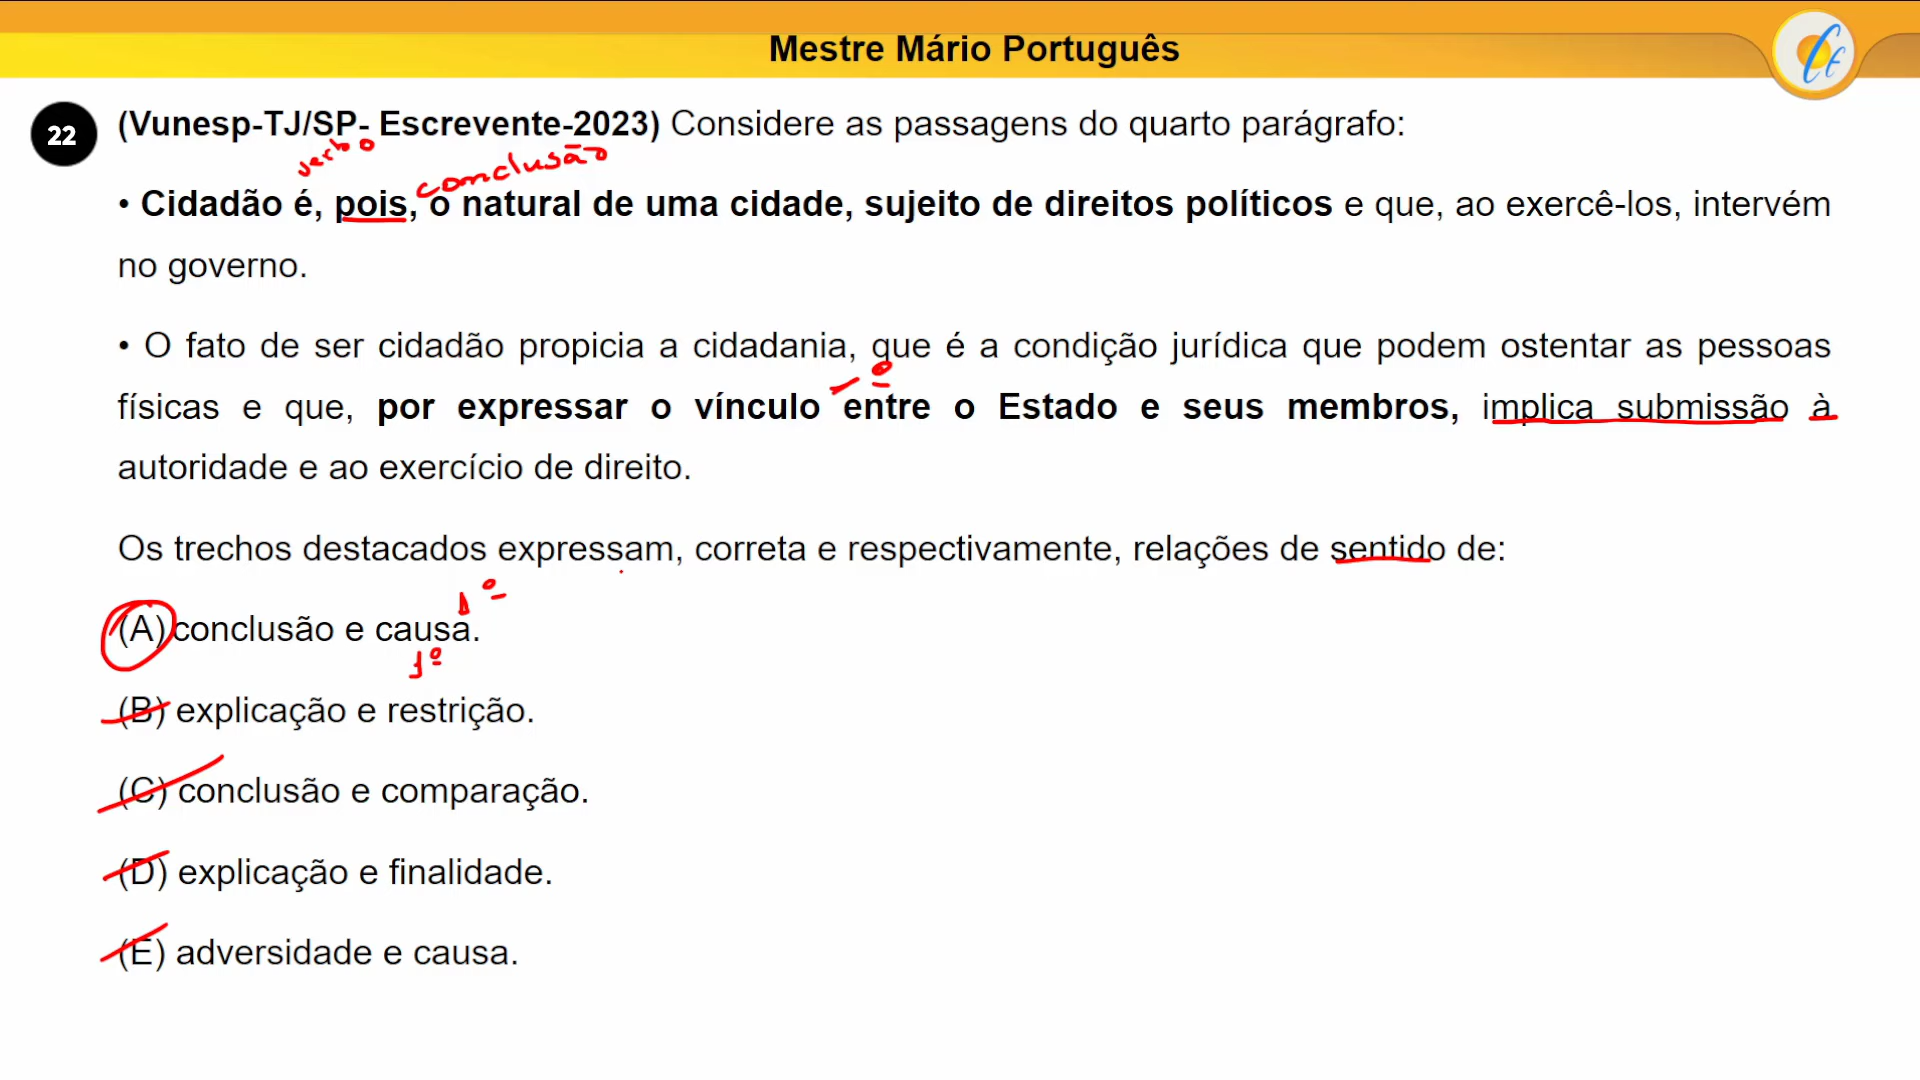 Mestre Mário Português
CE
22
(Vunesp-TJ/SP- Escrevente-2023) Considere as passagens do quarto parágrafo:
verbo
conclusão
• Cidadão é, pois, o natural de uma cidade, sujeito de direitos políticos e que, ao exercê-los, intervém
no governo.
• O fato de ser cidadão propicia a cidadania, que é a condição jurídica que podem ostentar as pessoas
físicas e que, por expressar o vínculo entre o Estado e seus membros, implica submissão à
autoridade e ao exercício de direito.
Os trechos destacados expressam, correta e respectivamente, relações de sentido de:
1º
(A) conclusão e causa.
1º
(B) explicação e restrição.
(C) conclusão e comparação.
(D) explicação e finalidade.
(E) adversidade e causa.